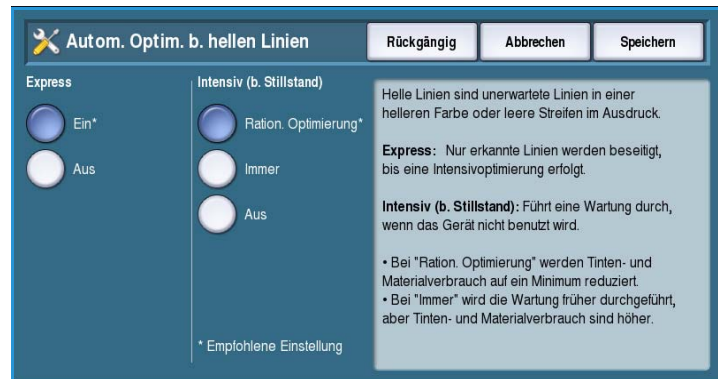 Autom. Optim. b. hellen Linien
Rückgängig
Abbrechen
Speichern
Express
Ein*
Aus
Intensiv (b. Stillstand)
Ration. Optimierung*
Immer
Aus
* Empfohlene Einstellung
Helle Linien sind unerwartete Linien in einer
helleren Farbe oder leere Streifen im Ausdruck.
Express: Nur erkannte Linien werden beseitigt,
bis eine Intensivoptimierung erfolgt.
Intensiv (b. Stillstand): Führt eine Wartung durch,
wenn das Gerät nicht benutzt wird.
• Bei "Ration. Optimierung" werden Tinten- und
Materialverbrauch auf ein Minimum reduziert.
• Bei "Immer" wird die Wartung früher durchgeführt,
aber Tinten- und Materialverbrauch sind höher.